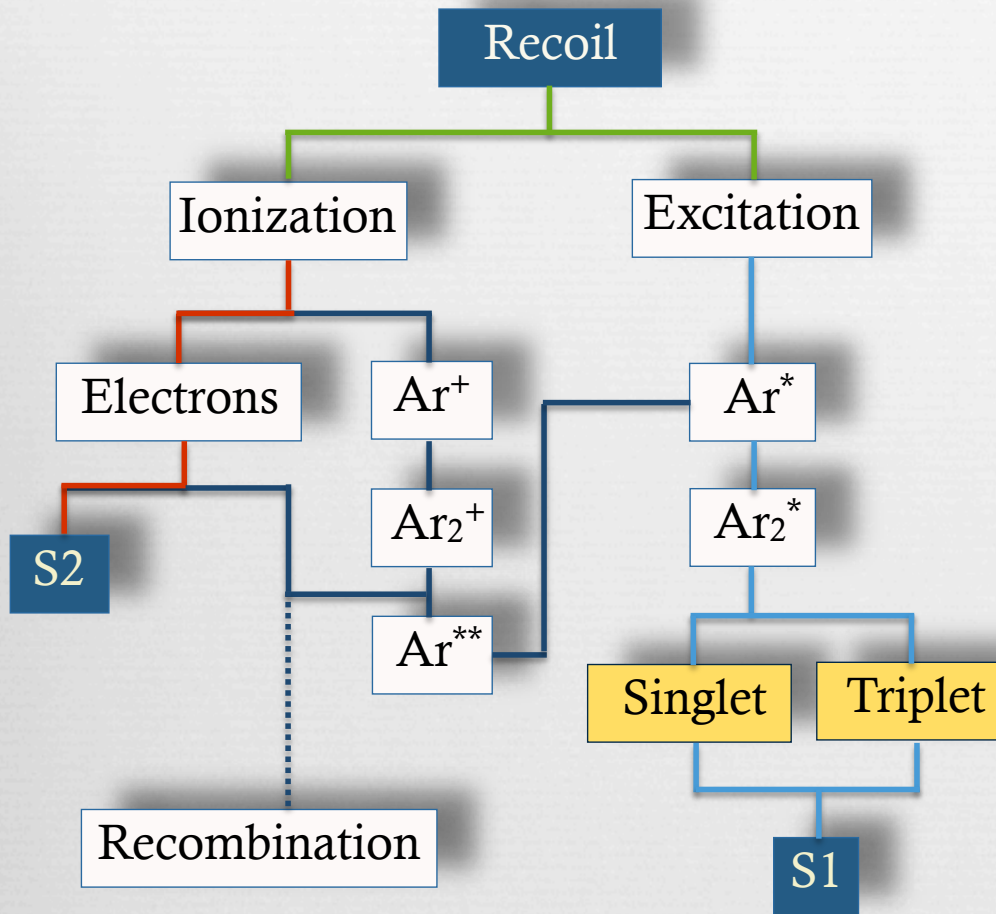 Recoil
Ionization
Excitation
Electrons
Ar⁺
Ar*
Ar₂⁺
Ar₂*
S2
Ar**
Singlet
Triplet
Recombination
S1